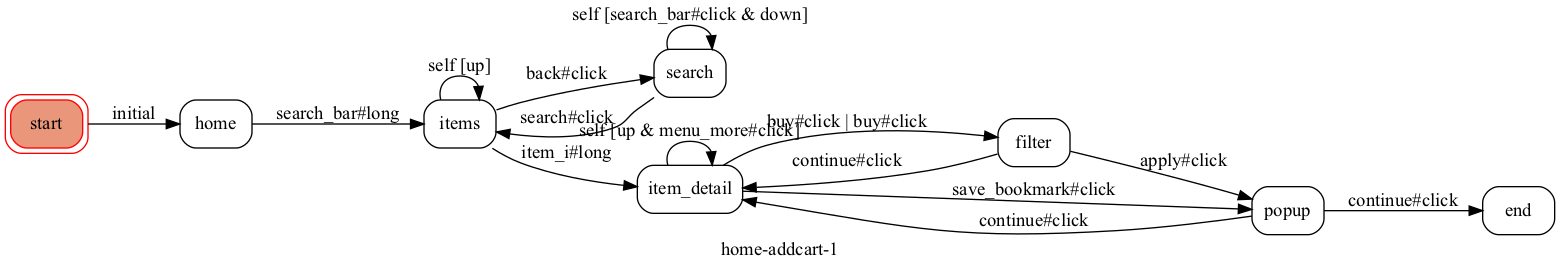 self [search_bar#click & down]
self [up]
back#click
search
start
initial
home
search_bar#long
items
search#click
self [up & menu_more#click]
buy#click | buy#click
filter
item_i#long
continue#click
apply#click
item_detail
save_bookmark#click
popup
continue#click
end
continue#click
home-addcart-1